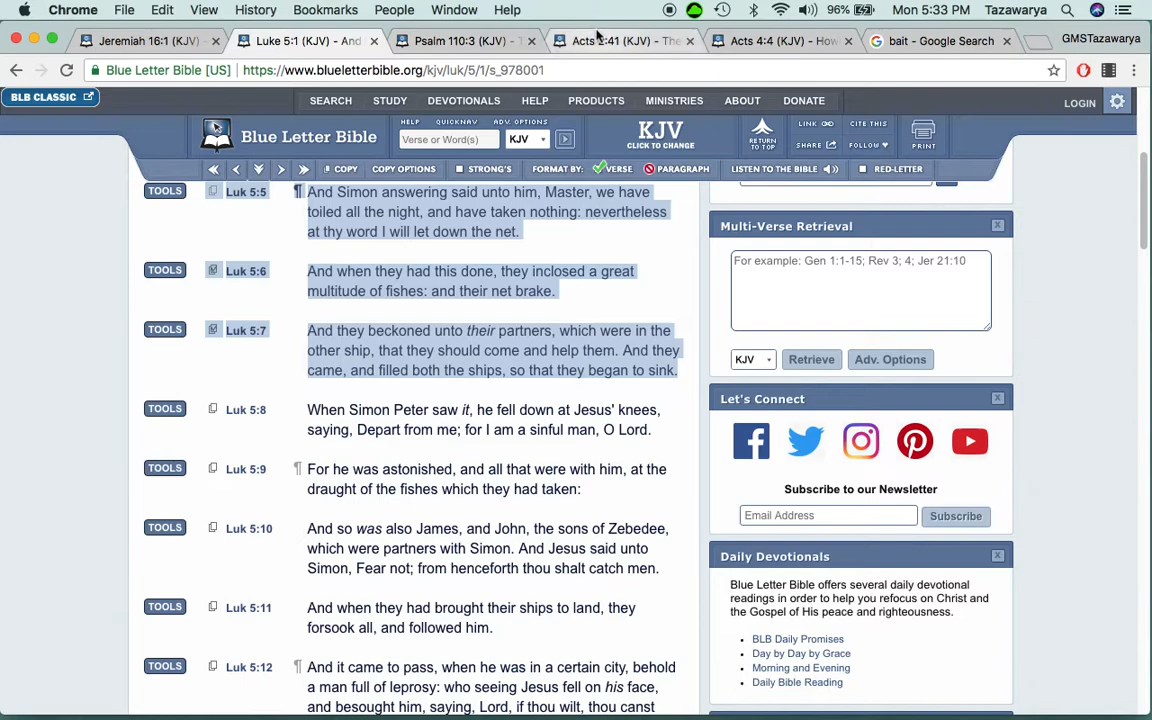 Chrome File Edit View History Bookmarks People Window Help 96% Mon 5:33 PM Tazawarya
Jeremiah 16:1 (KJV) - × Luke 5:1 (KJV) - And × Psalm 110:3 (KJV) - T × Acts 2:41 (KJV) - The × Acts 4:4 (KJV) - How × bait - Google Search × GMSTazawarya
Blue Letter Bible [US] https://www.blueletterbible.org/kjv/luk/5/1/s_978001
BLB CLASSIC
SEARCH STUDY DEVOTIONALS HELP PRODUCTS MINISTRIES ABOUT DONATE LOGIN
Blue Letter Bible
HELP QUICKNAV ADV. OPTIONS
Verse or Word(s) KJV
KJV
CLICK TO CHANGE
RETURN TO TOP
LINK CITE THIS
SHARE FOLLOW
PRINT
COPY COPY OPTIONS STRONG'S FORMAT BY: VERSE PARAGRAPH LISTEN TO THE BIBLE RED-LETTER
TOOLS Luk 5:5 ¶ And Simon answering said unto him, Master, we have
toiled all the night, and have taken nothing: nevertheless
at thy word I will let down the net.
TOOLS Luk 5:6 And when they had this done, they inclosed a great
multitude of fishes: and their net brake.
TOOLS Luk 5:7 And they beckoned unto their partners, which were in the
other ship, that they should come and help them. And they
came, and filled both the ships, so that they began to sink.
TOOLS Luk 5:8 When Simon Peter saw it, he fell down at Jesus' knees,
saying, Depart from me; for I am a sinful man, O Lord.
TOOLS Luk 5:9 ¶ For he was astonished, and all that were with him, at the
draught of the fishes which they had taken:
TOOLS Luk 5:10 And so was also James, and John, the sons of Zebedee,
which were partners with Simon. And Jesus said unto
Simon, Fear not; from henceforth thou shalt catch men.
TOOLS Luk 5:11 And when they had brought their ships to land, they
forsook all, and followed him.
TOOLS Luk 5:12 ¶ And it came to pass, when he was in a certain city, behold
a man full of leprosy: who seeing Jesus fell on his face,
and besought him, saying, Lord, if thou wilt, thou canst
Multi-Verse Retrieval x
For example: Gen 1:1-15; Rev 3; 4; Jer 21:10
KJV Retrieve Adv. Options
Let's Connect x
Subscribe to our Newsletter
Email Address Subscribe
Daily Devotionals x
Blue Letter Bible offers several daily devotional
readings in order to help you refocus on Christ and
the Gospel of His peace and righteousness.
• BLB Daily Promises
• Day by Day by Grace
• Morning and Evening
• Daily Bible Reading